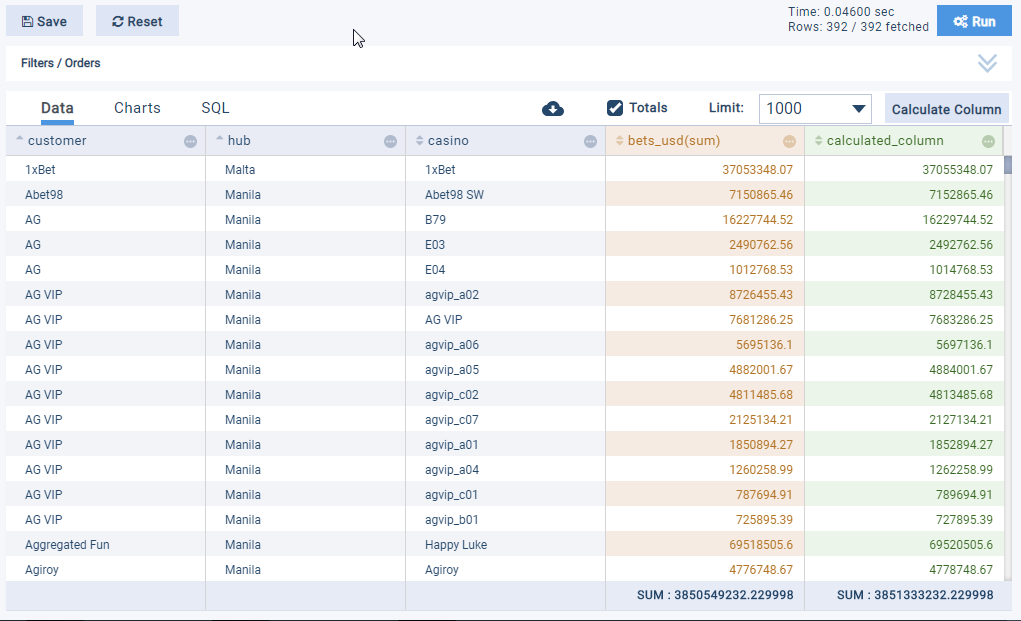 Save Reset Time: 0.04600 sec
Rows: 392 / 392 fetched Run
Filters / Orders
Data Charts SQL Totals Limit: 1000 Calculate Column
customer hub casino bets_usd(sum) calculated_column
1xBet Malta 1xBet 37053348.07 37055348.07
Abet98 Manila Abet98 SW 7150865.46 7152865.46
AG Manila B79 16227744.52 16229744.52
AG Manila E03 2490762.56 2492762.56
AG Manila E04 1012768.53 1014768.53
AG VIP Manila agvip_a02 8726455.43 8728455.43
AG VIP Manila AG VIP 7681286.25 7683286.25
AG VIP Manila agvip_a06 5695136.1 5697136.1
AG VIP Manila agvip_a05 4882001.67 4884001.67
AG VIP Manila agvip_c02 4811485.68 4813485.68
AG VIP Manila agvip_c07 2125134.21 2127134.21
AG VIP Manila agvip_a01 1850894.27 1852894.27
AG VIP Manila agvip_a04 1260258.99 1262258.99
AG VIP Manila agvip_c01 787694.91 789694.91
AG VIP Manila agvip_b01 725895.39 727895.39
Aggregated Fun Manila Happy Luke 69518505.6 69520505.6
Agiroy Manila Agiroy 4776748.67 4778748.67
SUM : 3850549232.229998 SUM : 3851333232.229998